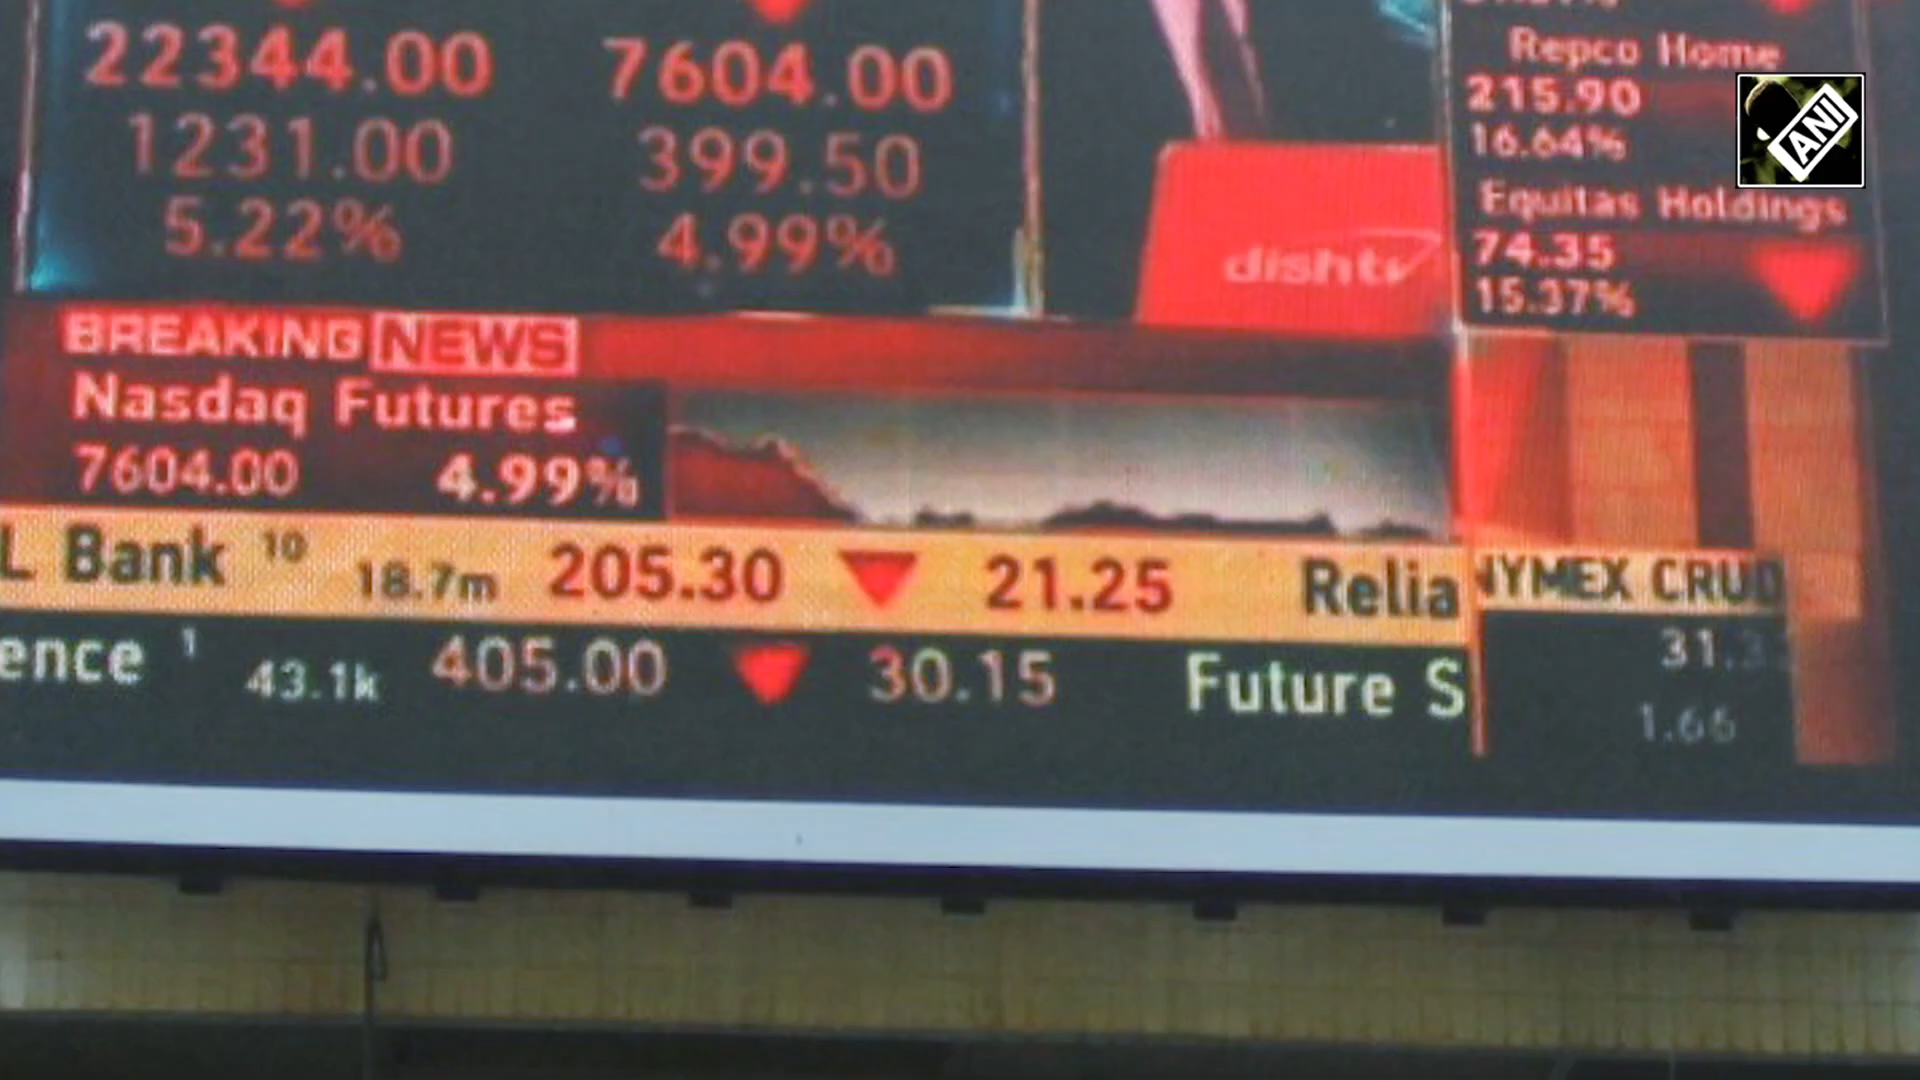 22344.00 7604.00
1231.00 399.50
5.22% 4.99%
dishtv
Repco Home
215.90
16.64%
Equitas Holdings
74.35
15.37%
ANI
BREAKING NEWS
Nasdaq Futures
7604.00 4.99%
L Bank 10 18.7m 205.30 21.25 Relia
ence 1 43.1k 405.00 30.15 Future S
NYMEX CRUD
31.3
1.66